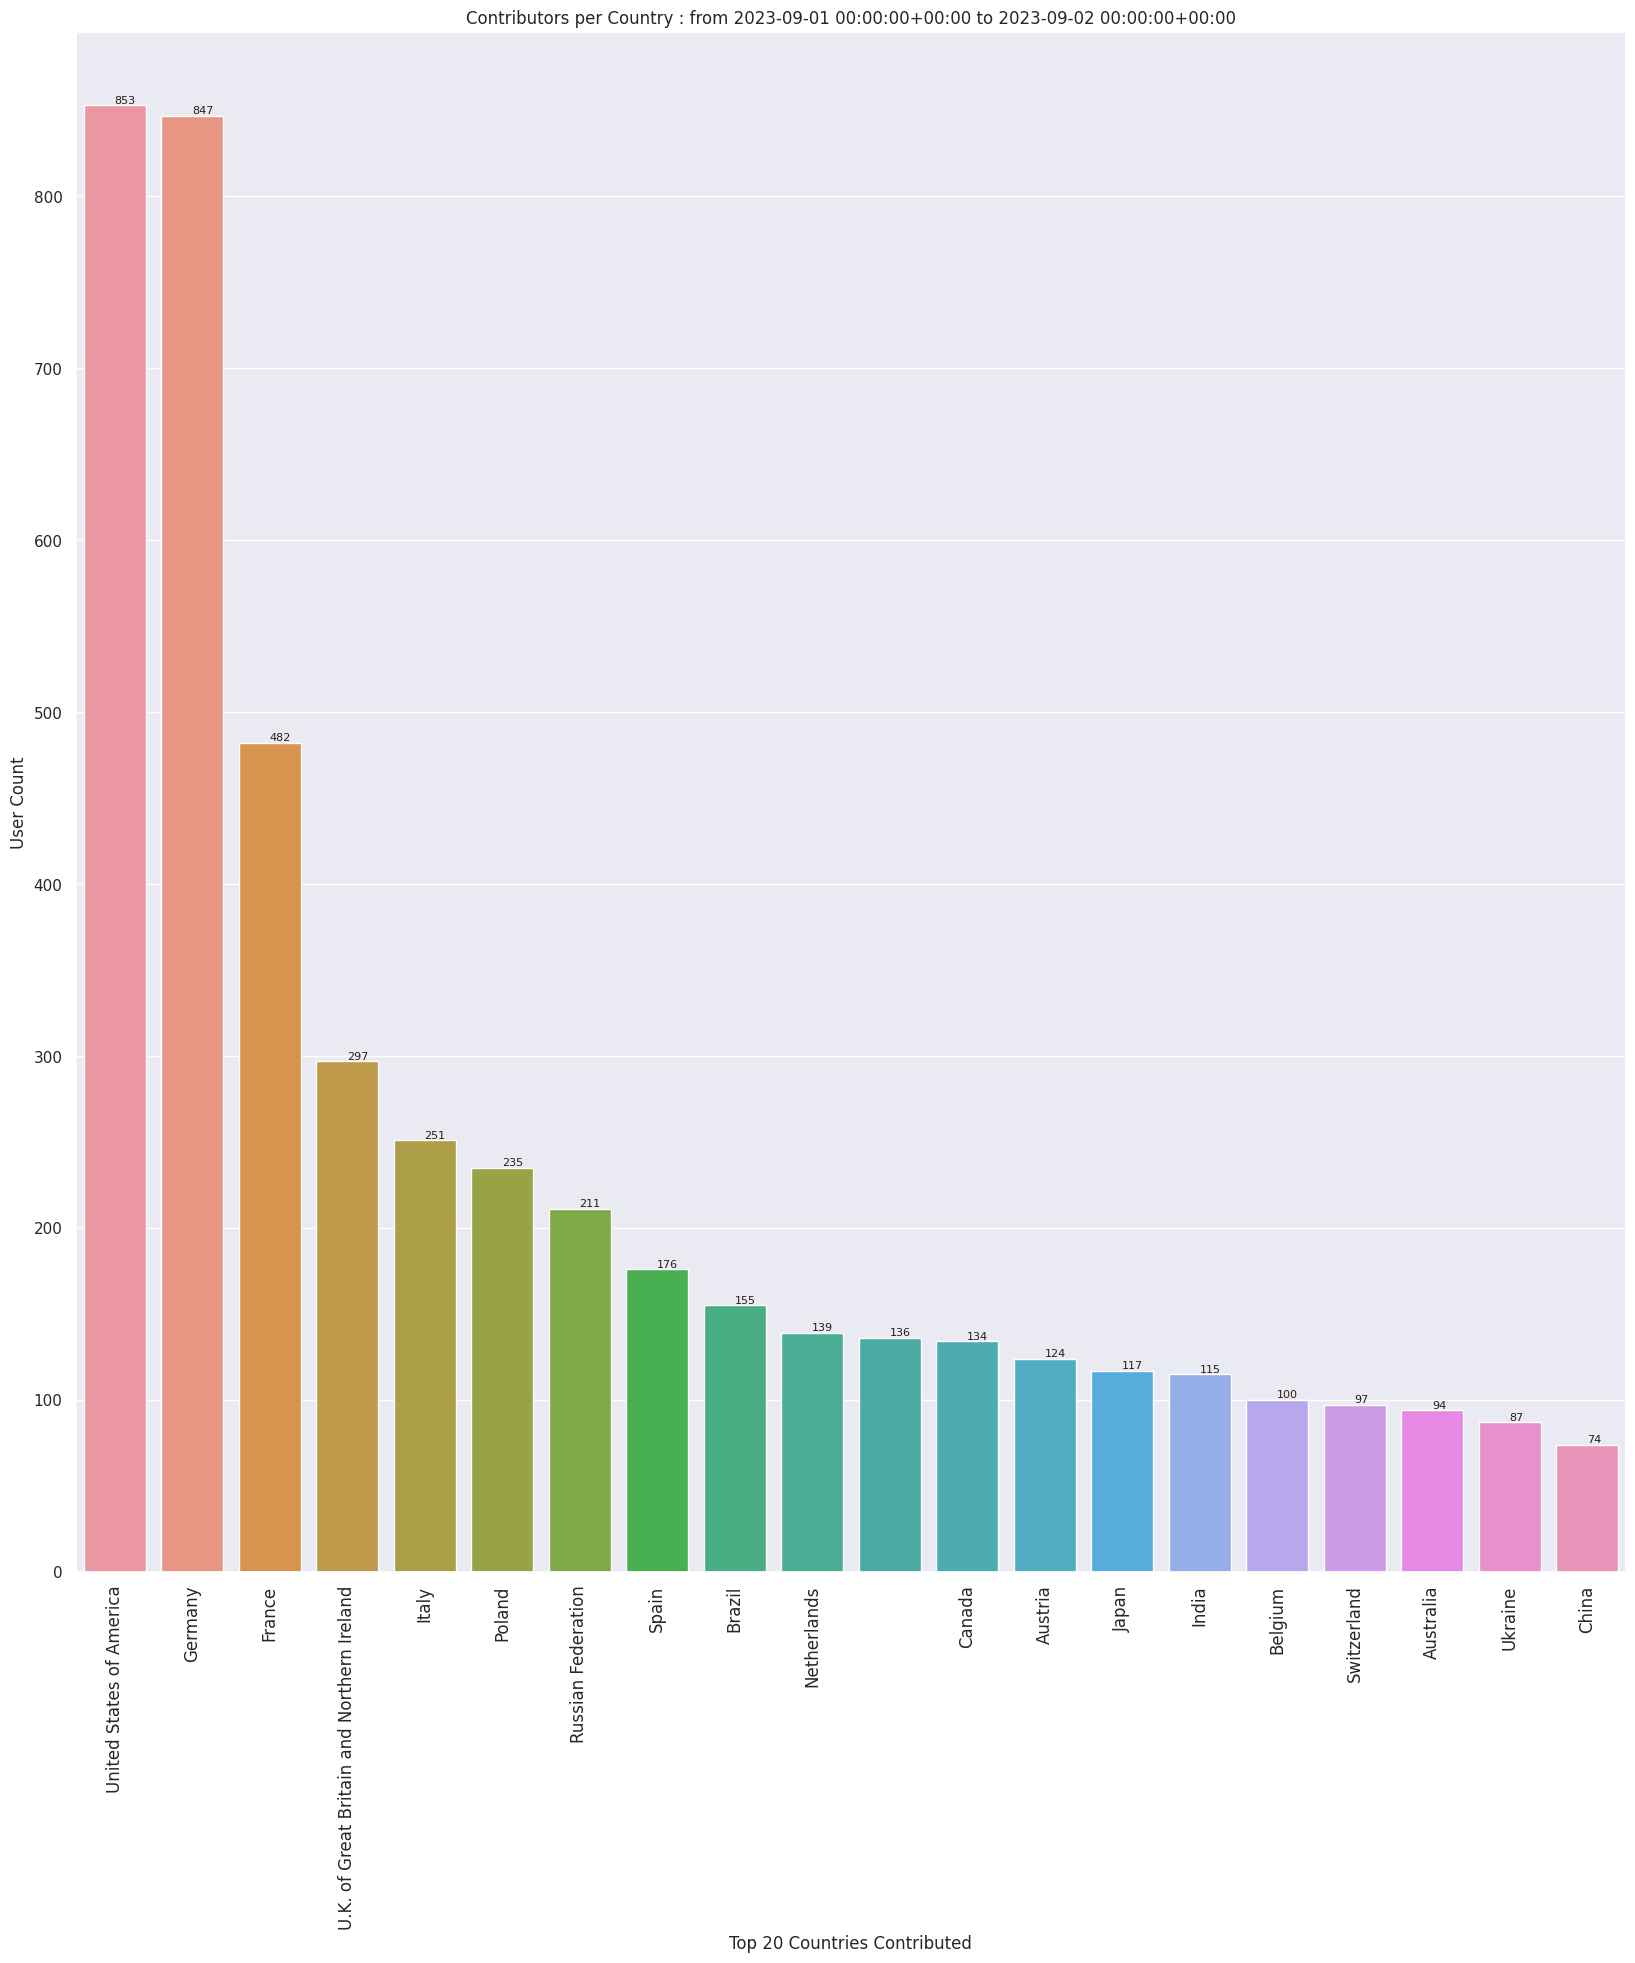 Contributors per Country : from 2023-09-01 00:00:00+00:00 to 2023-09-02 00:00:00+00:00
User Count
800
700
600
500
400
300
200
100
0
853
847
482
297
251
235
211
176
155
139
136
134
124
117
115
100
97
94
87
74
United States of America
Germany
France
U.K. of Great Britain and Northern Ireland
Italy
Poland
Russian Federation
Spain
Brazil
Netherlands
Canada
Austria
Japan
India
Belgium
Switzerland
Australia
Ukraine
China
Top 20 Countries Contributed